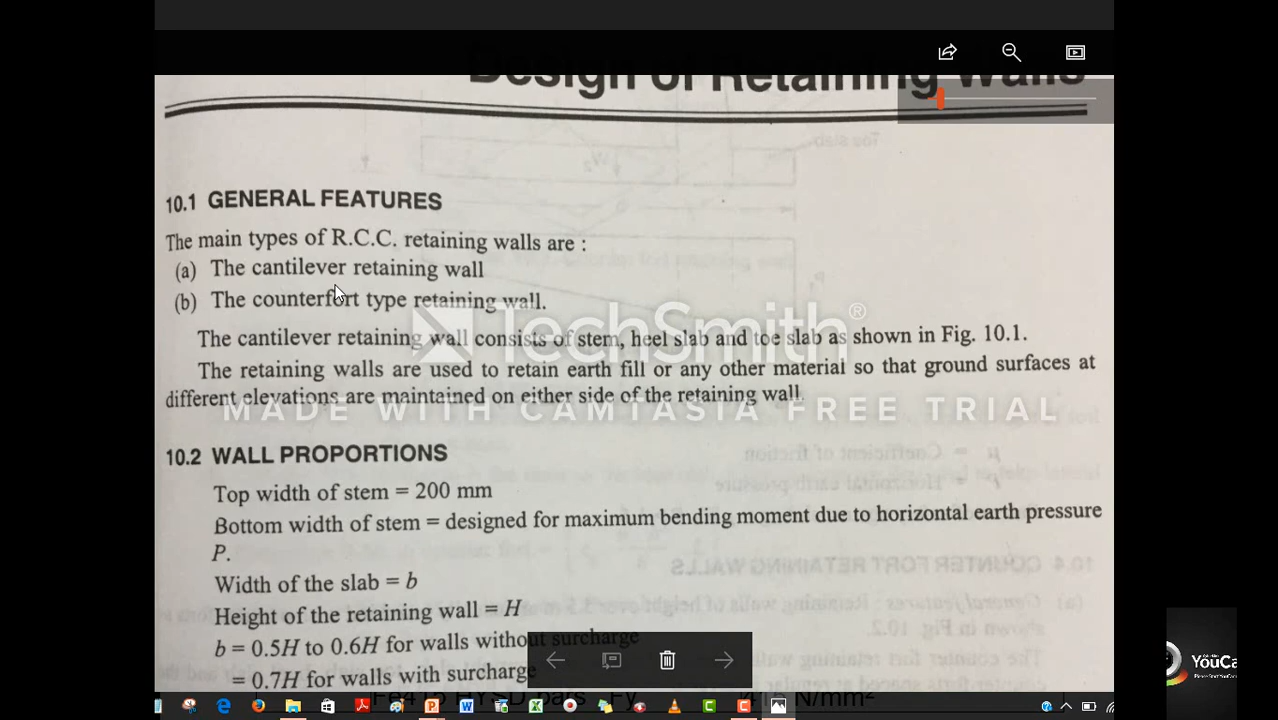 Design of Retaining Walls
10.1 GENERAL FEATURES
The main types of R.C.C. retaining walls are :
(a) The cantilever retaining wall
(b) The counterfort type retaining wall.
The cantilever retaining wall consists of stem, heel slab and toe slab as shown in Fig. 10.1.
The retaining walls are used to retain earth fill or any other material so that ground surfaces at
different elevations are maintained on either side of the retaining wall.
TechSmith®
MADE WITH CAMTASIA FREE TRIAL
10.2 WALL PROPORTIONS
Top width of stem = 200 mm
Bottom width of stem = designed for maximum bending moment due to horizontal earth pressure
P.
Width of the slab = b
Height of the retaining wall = H
b = 0.5H to 0.6H for walls without surcharge
= 0.7H for walls with surcharge
Fe415 HYSD bars Fy N/mm²
YouCa